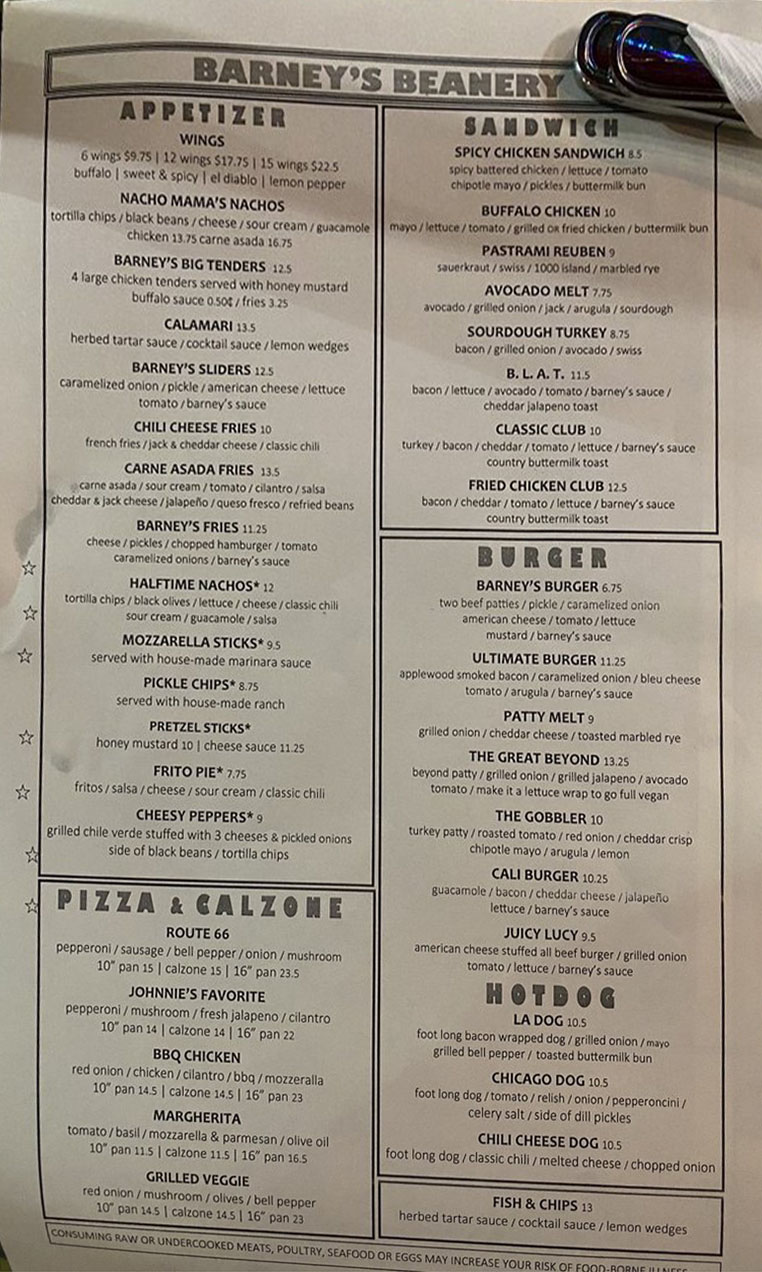 BARNEY'S BEANERY
APPETIZER
WINGS
6 wings $9.75 | 12 wings $17.75 | 15 wings $22.5
buffalo | sweet & spicy | el diablo | lemon pepper
NACHO MAMA'S NACHOS
tortilla chips / black beans / cheese / sour cream / guacamole
chicken 13.75 carne asada 16.75
BARNEY'S BIG TENDERS 12.5
4 large chicken tenders served with honey mustard
buffalo sauce 0.50¢ / fries 3.25
CALAMARI 13.5
herbed tartar sauce / cocktail sauce / lemon wedges
BARNEY'S SLIDERS 12.5
caramelized onion / pickle / american cheese / lettuce
tomato / barney's sauce
CHILI CHEESE FRIES 10
french fries / jack & cheddar cheese / classic chili
CARNE ASADA FRIES 13.5
carne asada / sour cream / tomato / cilantro / salsa
cheddar & jack cheese / jalapeño / queso fresco / refried beans
BARNEY'S FRIES 11.25
cheese / pickles / chopped hamburger / tomato
caramelized onions / barney's sauce
HALFTIME NACHOS* 12
tortilla chips / black olives / lettuce / cheese / classic chili
sour cream / guacamole / salsa
MOZZARELLA STICKS* 9.5
served with house-made marinara sauce
PICKLE CHIPS* 8.75
served with house-made ranch
PRETZEL STICKS*
honey mustard 10 | cheese sauce 11.25
FRITO PIE* 7.75
fritos / salsa / cheese / sour cream / classic chili
CHEESY PEPPERS* 9
grilled chile verde stuffed with 3 cheeses & pickled onions
side of black beans / tortilla chips
PIZZA & CALZONE
ROUTE 66
pepperoni / sausage / bell pepper / onion / mushroom
10" pan 15 | calzone 15 | 16" pan 23.5
JOHNNIE'S FAVORITE
pepperoni / mushroom / fresh jalapeno / cilantro
10" pan 14 | calzone 14 | 16" pan 22
BBQ CHICKEN
red onion / chicken / cilantro / bbq / mozzeralla
10" pan 14.5 | calzone 14.5 | 16" pan 23
MARGHERITA
tomato / basil / mozzarella & parmesan / olive oil
10" pan 11.5 | calzone 11.5 | 16" pan 16.5
GRILLED VEGGIE
red onion / mushroom / olives / bell pepper
10" pan 14.5 | calzone 14.5 | 16" pan 23
SANDWICH
SPICY CHICKEN SANDWICH 8.5
spicy battered chicken / lettuce / tomato
chipotle mayo / pickles / buttermilk bun
BUFFALO CHICKEN 10
mayo / lettuce / tomato / grilled OR fried chicken / buttermilk bun
PASTRAMI REUBEN 9
sauerkraut / swiss / 1000 island / marbled rye
AVOCADO MELT 7.75
avocado / grilled onion / jack / arugula / sourdough
SOURDOUGH TURKEY 8.75
bacon / grilled onion / avocado / swiss
B. L. A. T. 11.5
bacon / lettuce / avocado / tomato / barney's sauce /
cheddar jalapeno toast
CLASSIC CLUB 10
turkey / bacon / cheddar / tomato / lettuce / barney's sauce
country buttermilk toast
FRIED CHICKEN CLUB 12.5
bacon / cheddar / tomato / lettuce / barney's sauce
country buttermilk toast
BURGER
BARNEY'S BURGER 6.75
two beef patties / pickle / caramelized onion
american cheese / tomato / lettuce
mustard / barney's sauce
ULTIMATE BURGER 11.25
applewood smoked bacon / caramelized onion / bleu cheese
tomato / arugula / barney's sauce
PATTY MELT 9
grilled onion / cheddar cheese / toasted marbled rye
THE GREAT BEYOND 13.25
beyond patty / grilled onion / grilled jalapeno / avocado
tomato / make it a lettuce wrap to go full vegan
THE GOBBLER 10
turkey patty / roasted tomato / red onion / cheddar crisp
chipotle mayo / arugula / lemon
CALI BURGER 10.25
guacamole / bacon / cheddar cheese / jalapeño
lettuce / barney's sauce
JUICY LUCY 9.5
american cheese stuffed all beef burger / grilled onion
tomato / lettuce / barney's sauce
HOTDOG
LA DOG 10.5
foot long bacon wrapped dog / grilled onion / mayo
grilled bell pepper / toasted buttermilk bun
CHICAGO DOG 10.5
foot long dog / tomato / relish / onion / pepperoncini /
celery salt / side of dill pickles
CHILI CHEESE DOG 10.5
foot long dog / classic chili / melted cheese / chopped onion
FISH & CHIPS 13
herbed tartar sauce / cocktail sauce / lemon wedges
CONSUMING RAW OR UNDERCOOKED MEATS, POULTRY, SEAFOOD OR EGGS MAY INCREASE YOUR RISK OF FOOD-BORNE ILLNESS